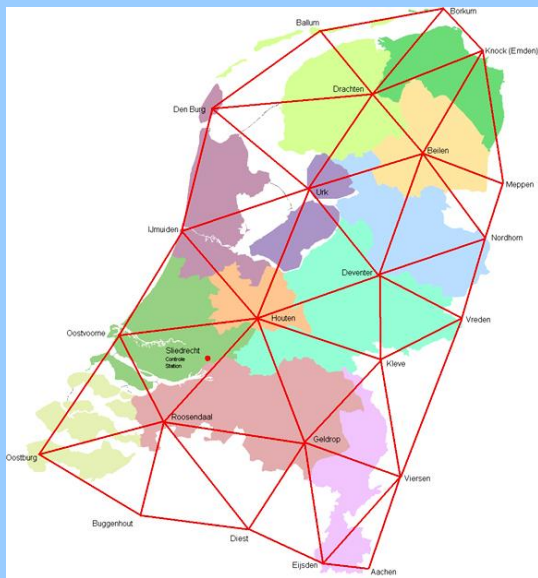 Borkum
Ballum
Knock (Emden)
Drachten
Den Burg
Beilen
Meppen
Urk
IJmuiden
Nordhorn
Deventer
Houten
Vreden
Oostvoorne
Sliedrecht
Controle
Station
Kleve
Roosendaal
Geldrop
Oostburg
Viersen
Buggenhout
Diest
Eijsden
Aachen